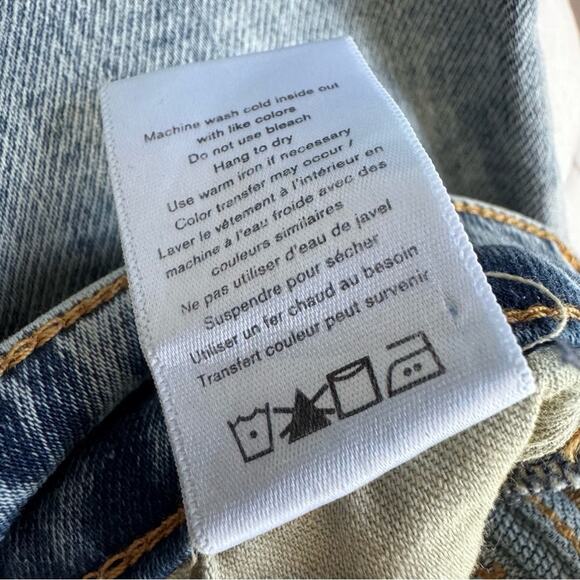 Machine wash cold inside out
with like colors
Do not use bleach
Hang to dry
Use warm iron if necessary
Color transfer may occur /
Laver le vêtement à l'intérieur en
machine à l'eau froide avec des
couleurs similaires
Ne pas utiliser d'eau de javel
Suspendre pour sécher
Utiliser un fer chaud au besoin
Transfert couleur peut survenir